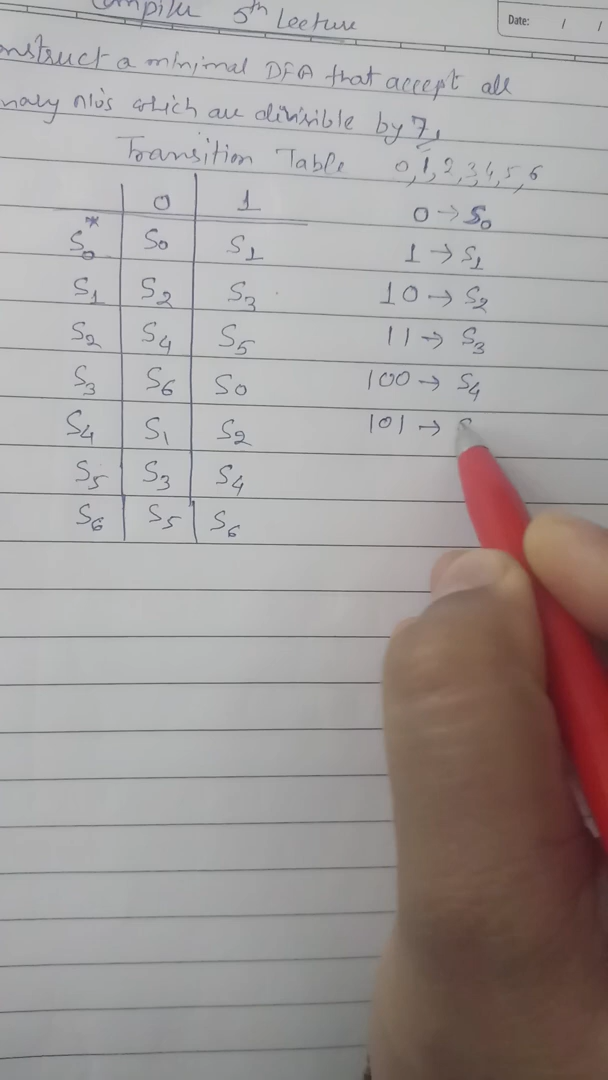 5th Lecture
Date: / /
onstruct a minimal DFA that accept all
nary nos which are divisible by 7,
Transition Table 0,1,2,3,4,5,6
0 1 0 → S0
S0* S0 S1 1 → S1
S1 S2 S3 10 → S2
S2 S4 S5 11 → S3
S3 S6 S0 100 → S4
S4 S1 S2 101 → S
S5 S3 S4
S6 S5 S6